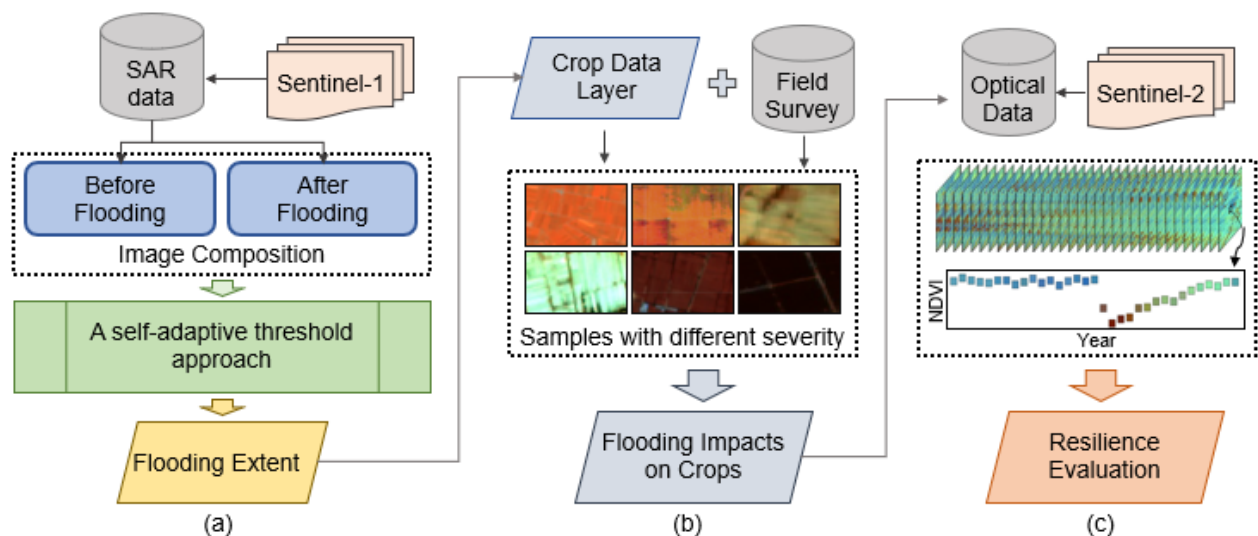 SAR
data
Sentinel-1
Before
Flooding
After
Flooding
Image Composition
A self-adaptive threshold
approach
Flooding Extent
(a)
Crop Data
Layer
Field
Survey
Samples with different severity
Flooding Impacts
on Crops
(b)
Optical
Data
Sentinel-2
NDVI
Year
Resilience
Evaluation
(c)